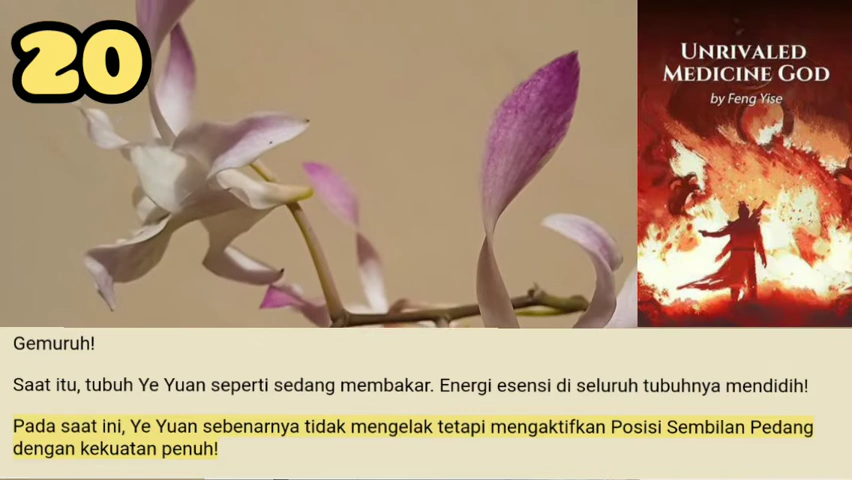 20
UNRIVALED
MEDICINE GOD
by Feng Yise
Gemuruh!
Saat itu, tubuh Ye Yuan seperti sedang membakar. Energi esensi di seluruh tubuhnya mendidih!
Pada saat ini, Ye Yuan sebenarnya tidak mengelak tetapi mengaktifkan Posisi Sembilan Pedang
dengan kekuatan penuh!